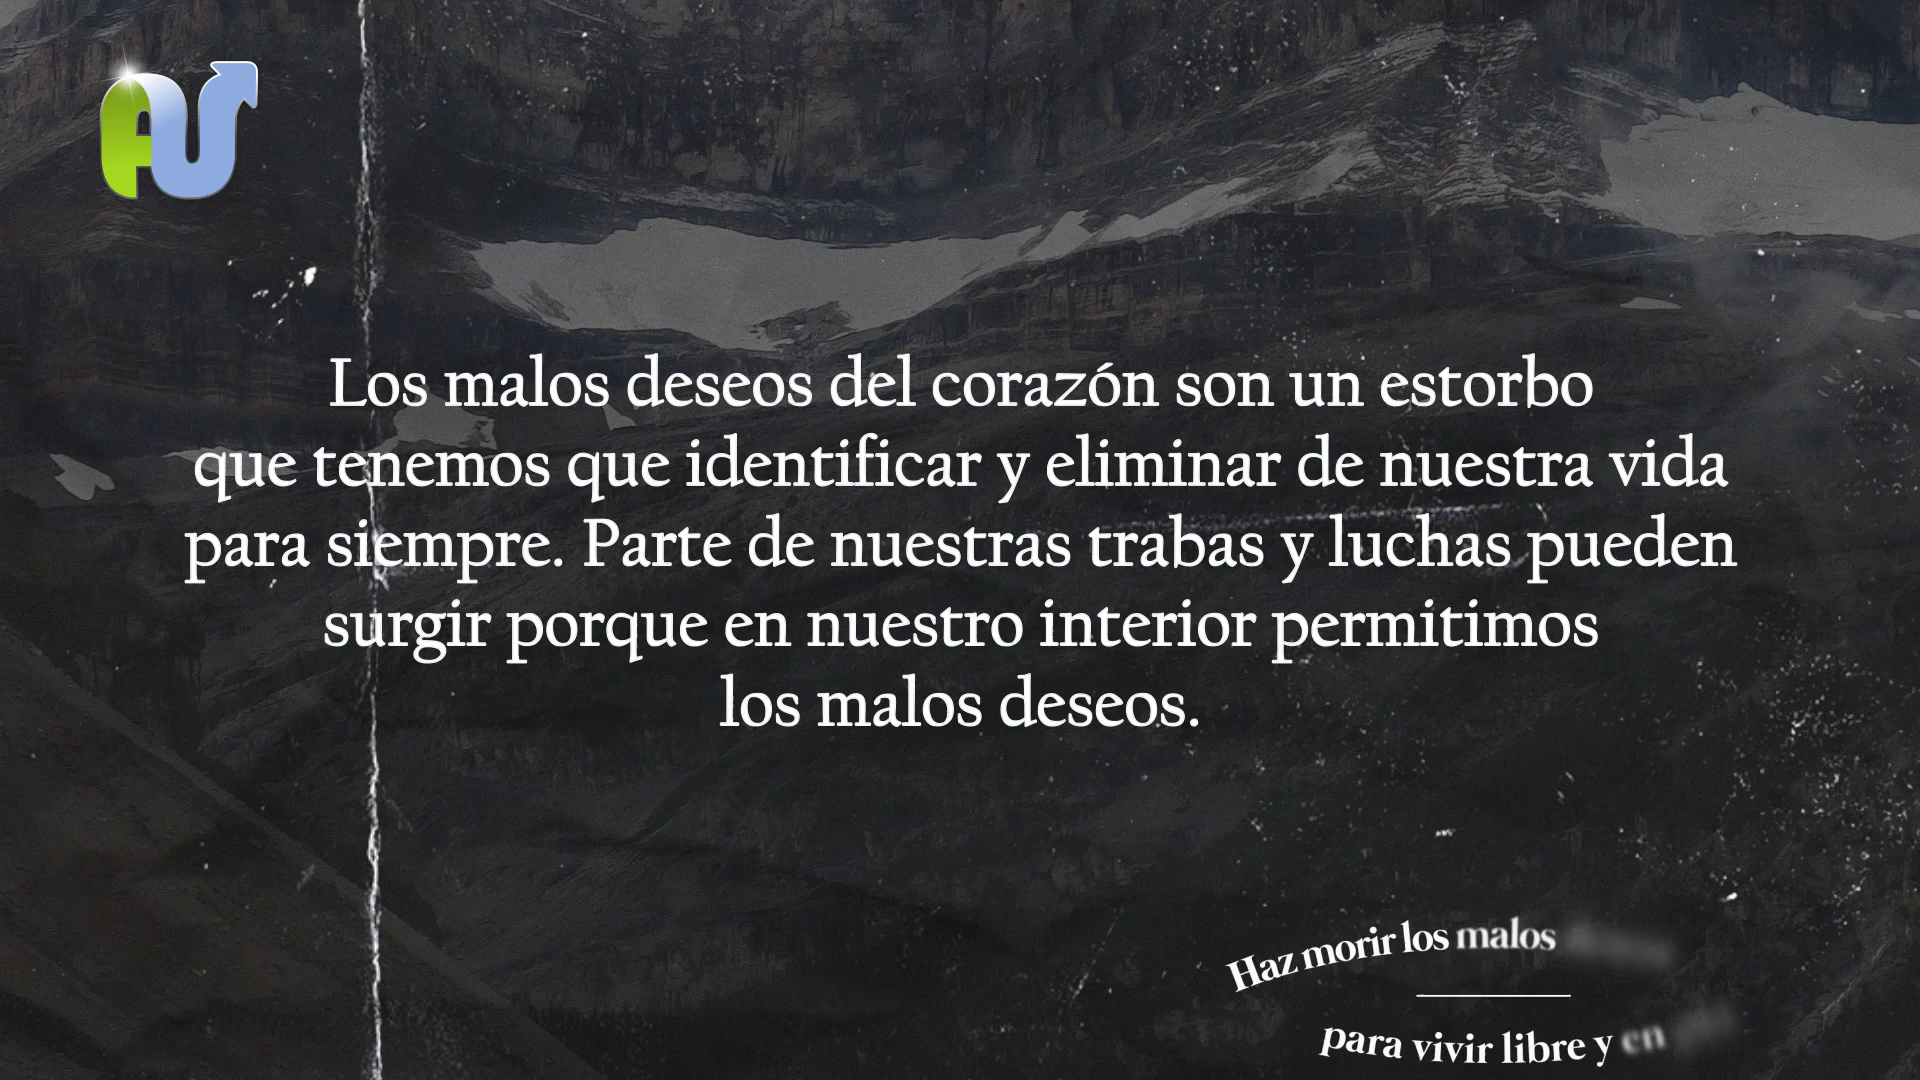 AU
Los malos deseos del corazón son un estorbo
que tenemos que identificar y eliminar de nuestra vida
para siempre. Parte de nuestras trabas y luchas pueden
surgir porque en nuestro interior permitimos
los malos deseos.
Haz morir los malos
para vivir libre y en